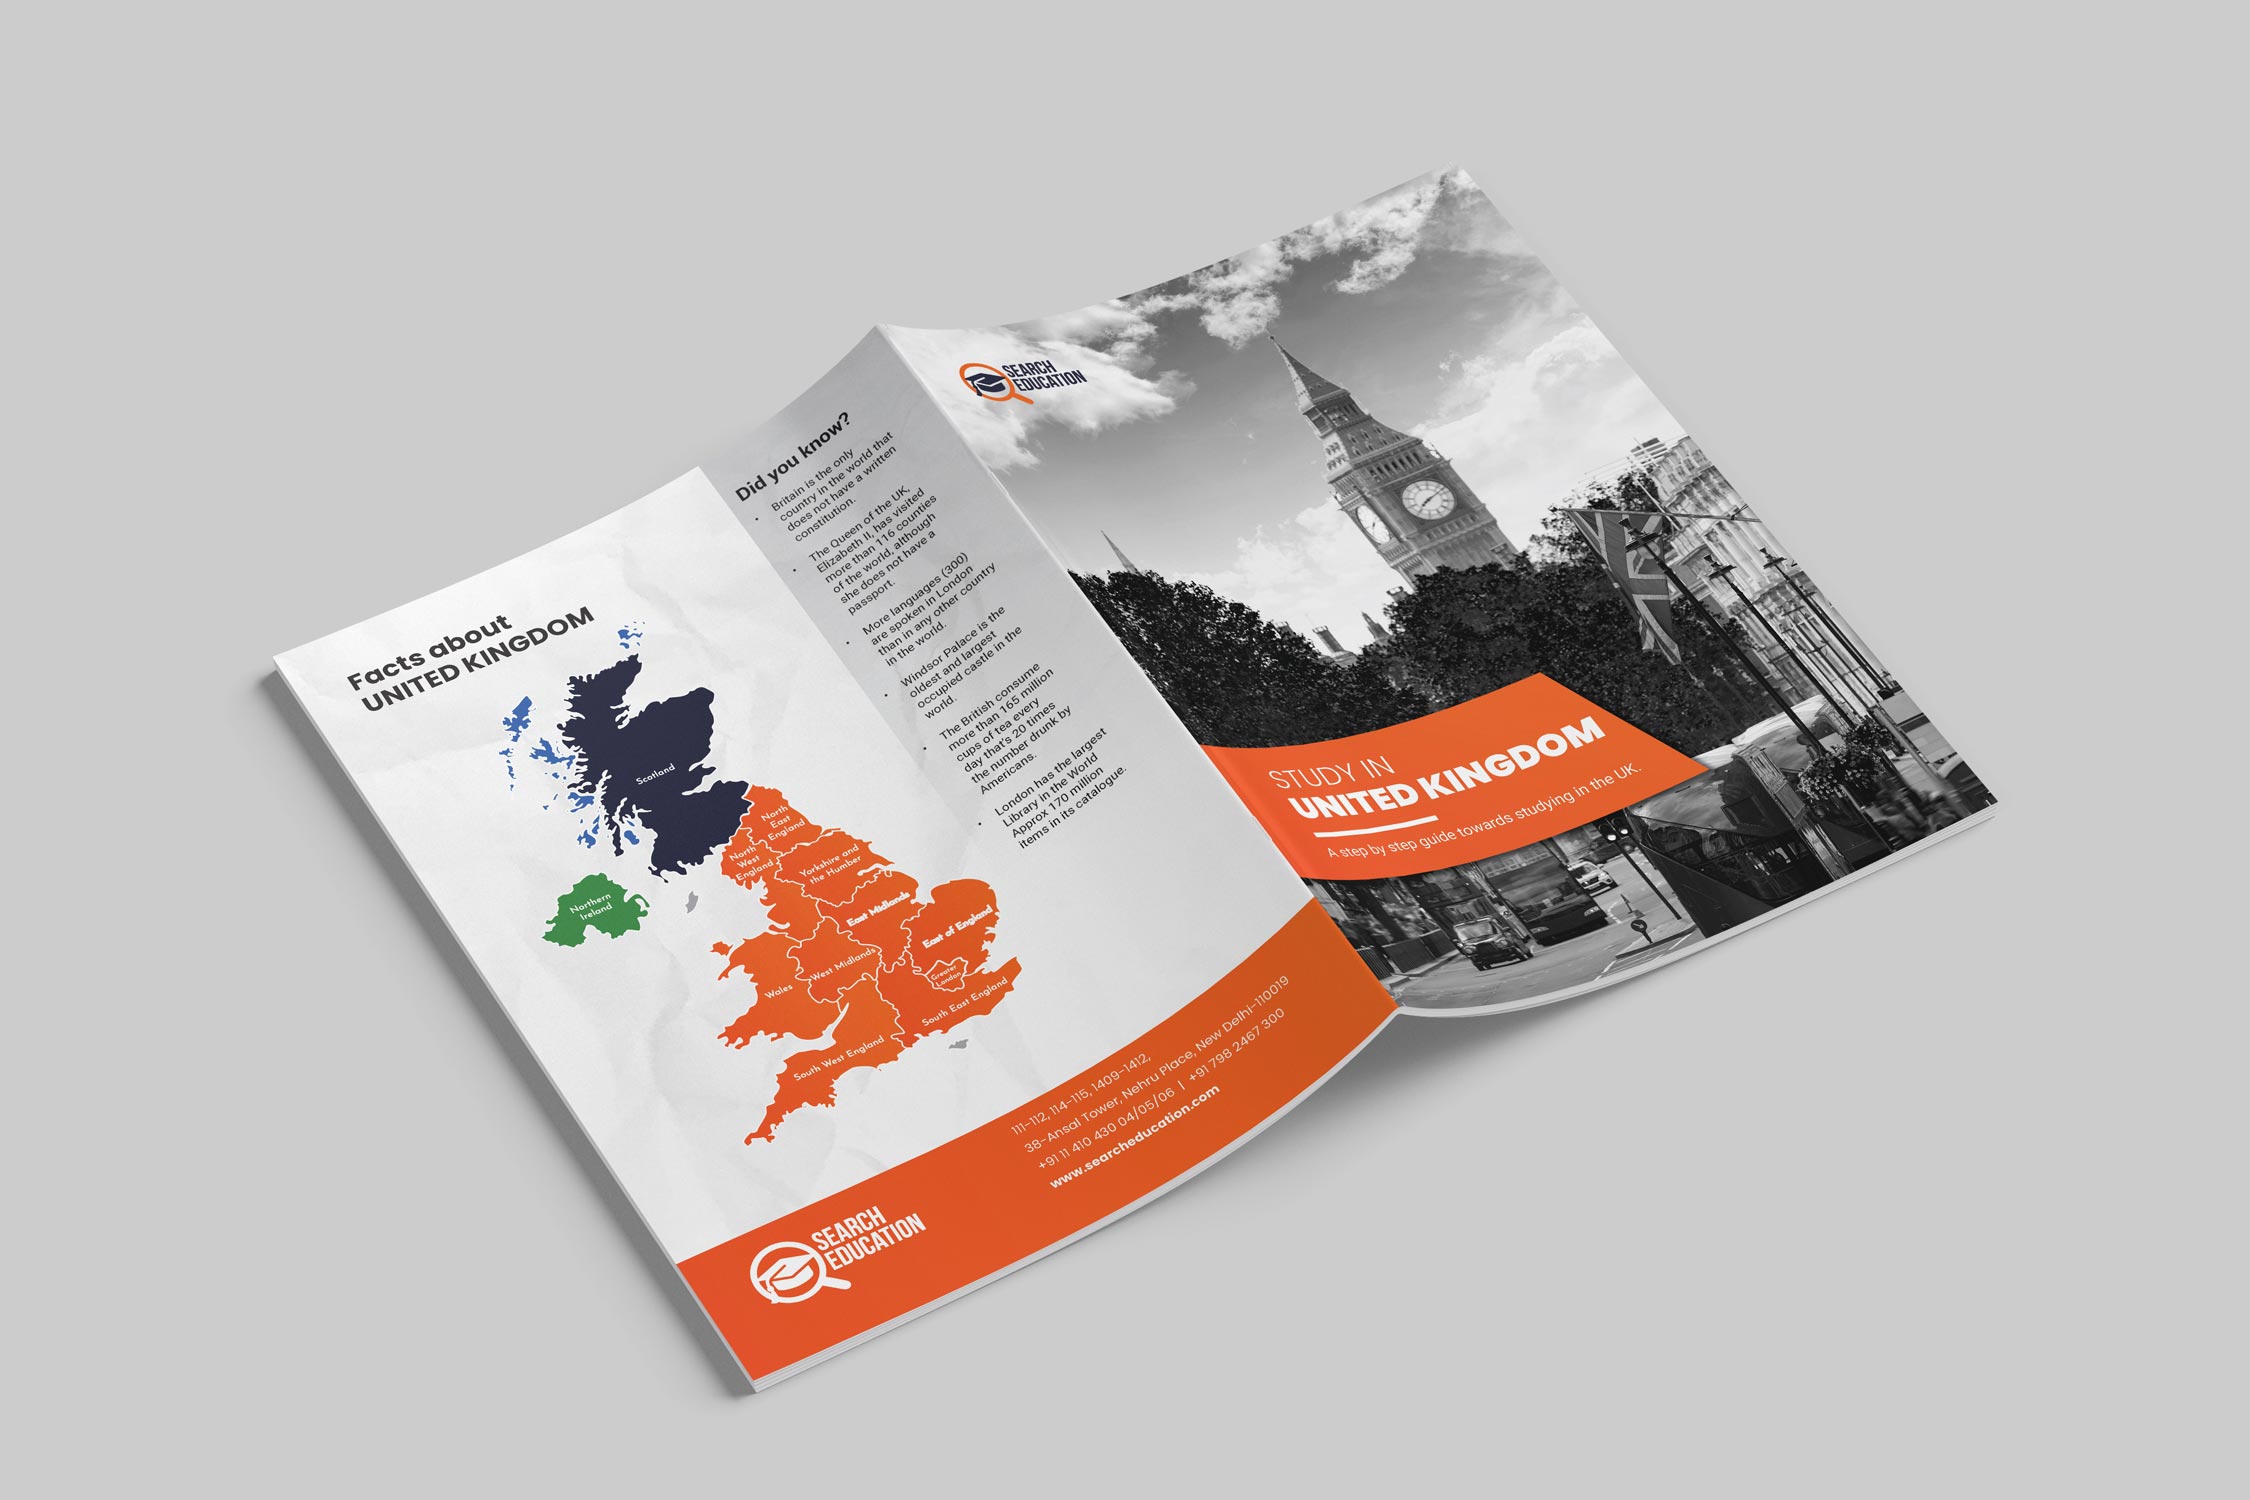 Facts about
UNITED KINGDOM
Scotland
Northern
Ireland
North
East
England
North
West
England
Yorkshire and
the Humber
East Midlands
West Midlands
East of England
Wales
Greater
London
South East England
South West England
Did you know?
• Britain is the only
country in the world that
does not have a written
constitution.
• The Queen of the UK,
Elizabeth II, has visited
more than 116 counties
of the world, although
she does not have a
passport.
• More languages (300)
are spoken in London
than in any other country
in the world.
• Windsor Palace is the
oldest and largest
occupied castle in the
world.
• The British consume
more than 165 million
cups of tea every
day that's 20 times
the number drunk by
Americans.
• London has the largest
Library in the World
Approx 170 million
items in its catalogue.
SEARCH
EDUCATION
111-112, 114-115, 1409-1412,
38-Ansal Tower, Nehru Place, New Delhi-110019
+91 11 410 430 04/05/06 | +91 798 2467 300
www.searcheducation.com
SEARCH
EDUCATION
STUDY IN
UNITED KINGDOM
A step by step guide towards studying in the UK.